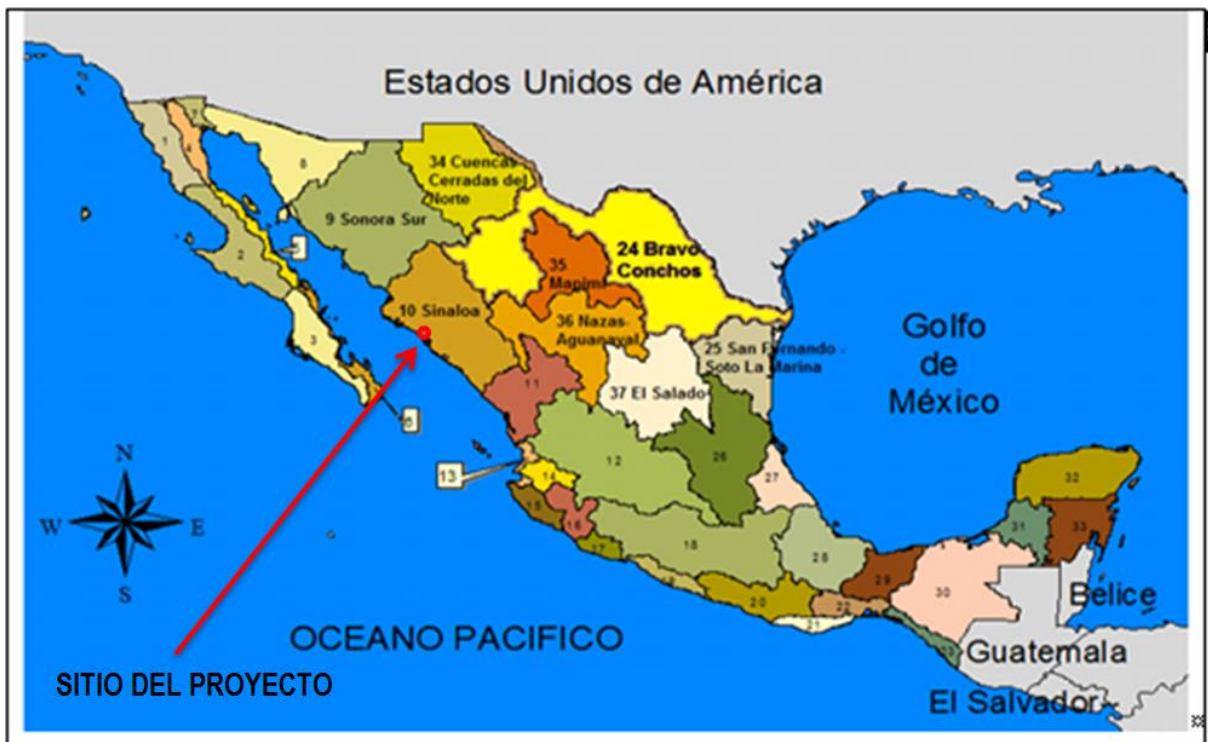 Estados Unidos de América
1
4
7
8
34 Cuencas
Cerradas del
Norte
9 Sonora Sur
2
5
24 Bravo-
Conchos
35
Mapimí
10 Sinaloa
36 Nazas-
Aguanaval
3
25 San Fernando -
Soto La Marina
Golfo
de
México
11
37 El Salado
6
12
26
13
14
27
32
N
W
E
S
15
16
17
18
28
31
33
29
30
20
22
21
Belice
OCEANO PACIFICO
Guatemala
SITIO DEL PROYECTO
El Salvador